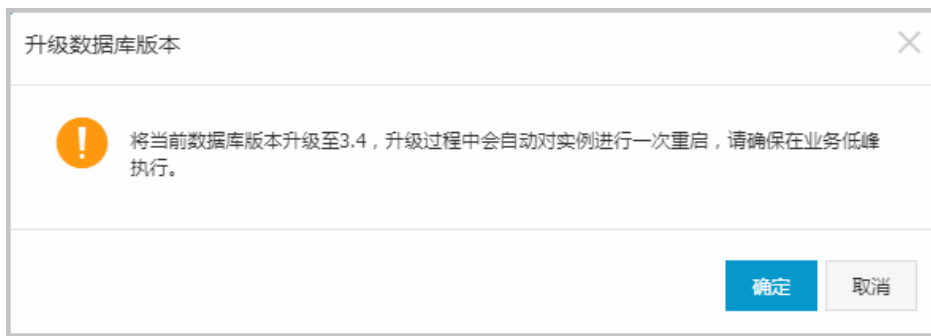 升级数据库版本
将当前数据库版本升级至3.4，升级过程中会自动对实例进行一次重启，请确保在业务低峰
执行。
确定
取消